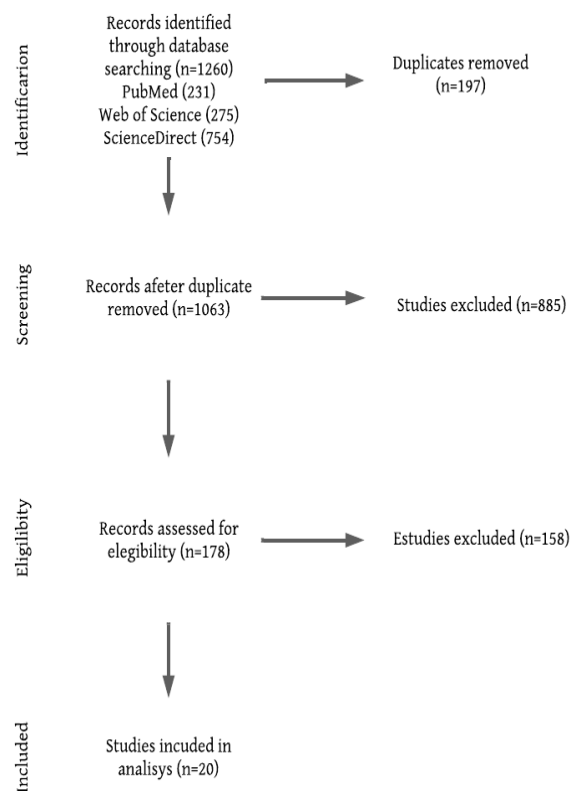 Identificarion
Records identified
through database
searching (n=1260)
PubMed (231)
Web of Science (275)
ScienceDirect (754)
Duplicates removed
(n=197)
Screening
Records afeter duplicate
removed (n=1063)
Studies excluded (n=885)
Eligilibity
Records assessed for
elegibility (n=178)
Estudies excluded (n=158)
Included
Studies incuded in
analisys (n=20)